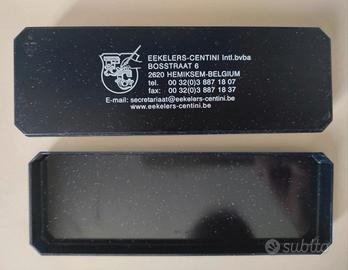 EEKELERS-CENTINI Intl.bvba
BOSSTRAAT 6
2620 HEMIKSEM-BELGIUM
tel. 00 32(0)3 887 18 07
fax: 00 32(0)3 887 18 37
E-mail: secretariaat@eekelers-centini.be
www.eekelers-centini.be
subito